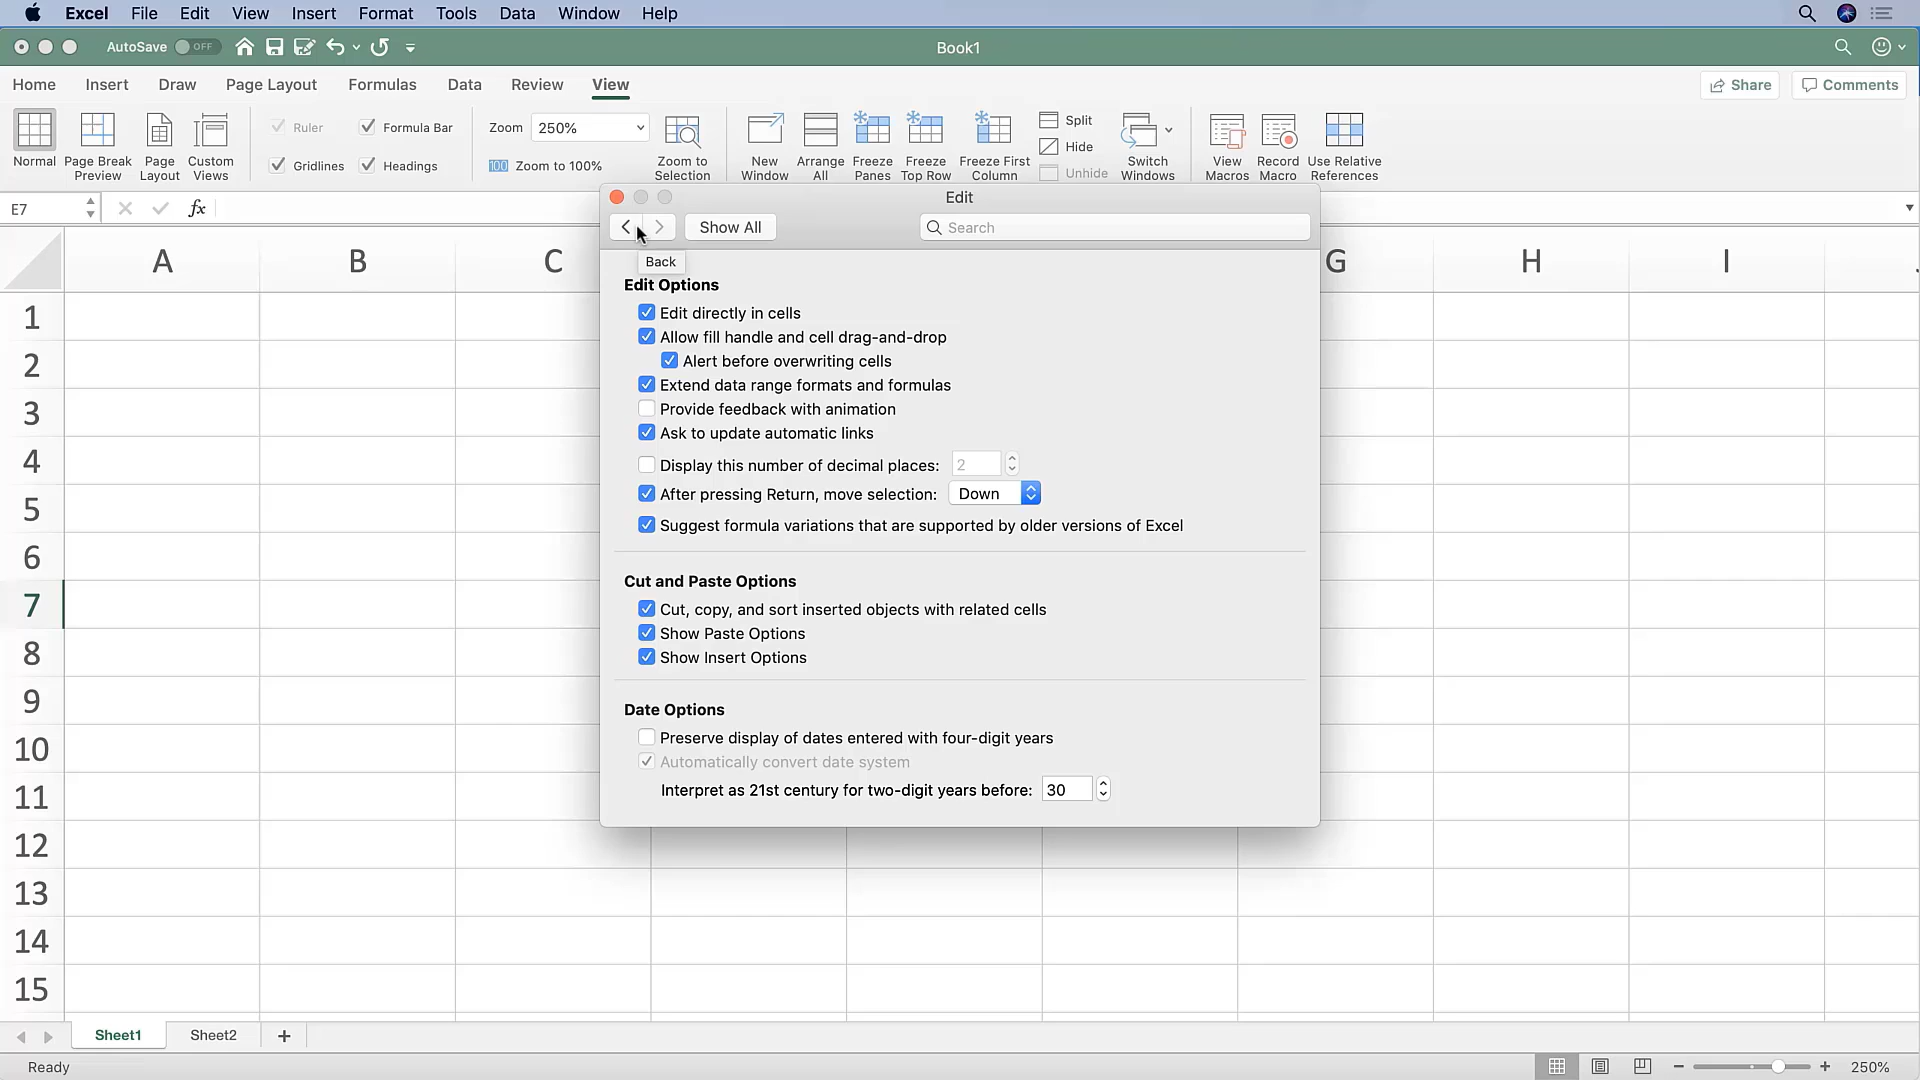 Excel File Edit View Insert Format Tools Data Window Help
AutoSave OFF Book1
Home Insert Draw Page Layout Formulas Data Review View Share Comments
Normal
Page Break Preview
Page Layout
Custom Views
Ruler
Formula Bar
Gridlines
Headings
Zoom 250%
100 Zoom to 100%
Zoom to Selection
New Window
Arrange All
Freeze Panes
Freeze Top Row
Freeze First Column
Split
Hide
Unhide
Switch Windows
View Macros
Record Macro
Use Relative References
E7 fx
Edit
Show All Search
Back
A B C G H I
1
2
3
4
5
6
7
8
9
10
11
12
13
14
15
Edit Options
Edit directly in cells
Allow fill handle and cell drag-and-drop
Alert before overwriting cells
Extend data range formats and formulas
Provide feedback with animation
Ask to update automatic links
Display this number of decimal places: 2
After pressing Return, move selection: Down
Suggest formula variations that are supported by older versions of Excel
Cut and Paste Options
Cut, copy, and sort inserted objects with related cells
Show Paste Options
Show Insert Options
Date Options
Preserve display of dates entered with four-digit years
Automatically convert date system
Interpret as 21st century for two-digit years before: 30
Sheet1 Sheet2 +
Ready 250%